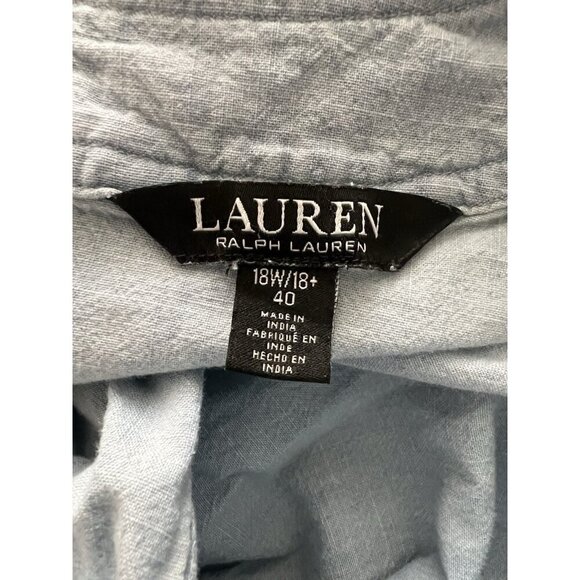 LAUREN
RALPH LAUREN
18W/18+
40
MADE IN
INDIA
FABRIQUÉ EN
INDE
HECHO EN
INDIA